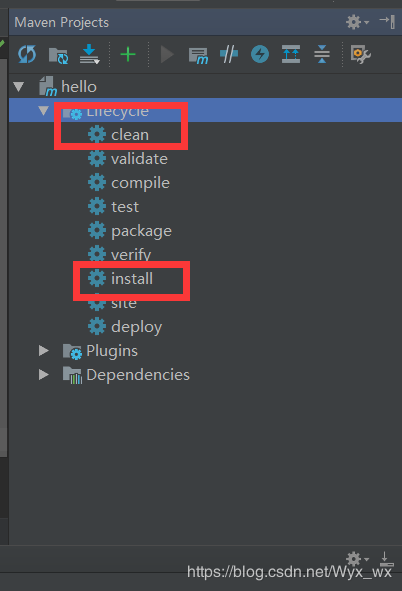 Maven Projects
hello
Lifecycle
clean
validate
compile
test
package
verify
install
site
deploy
Plugins
Dependencies
https://blog.csdn.net/Wyx_wx